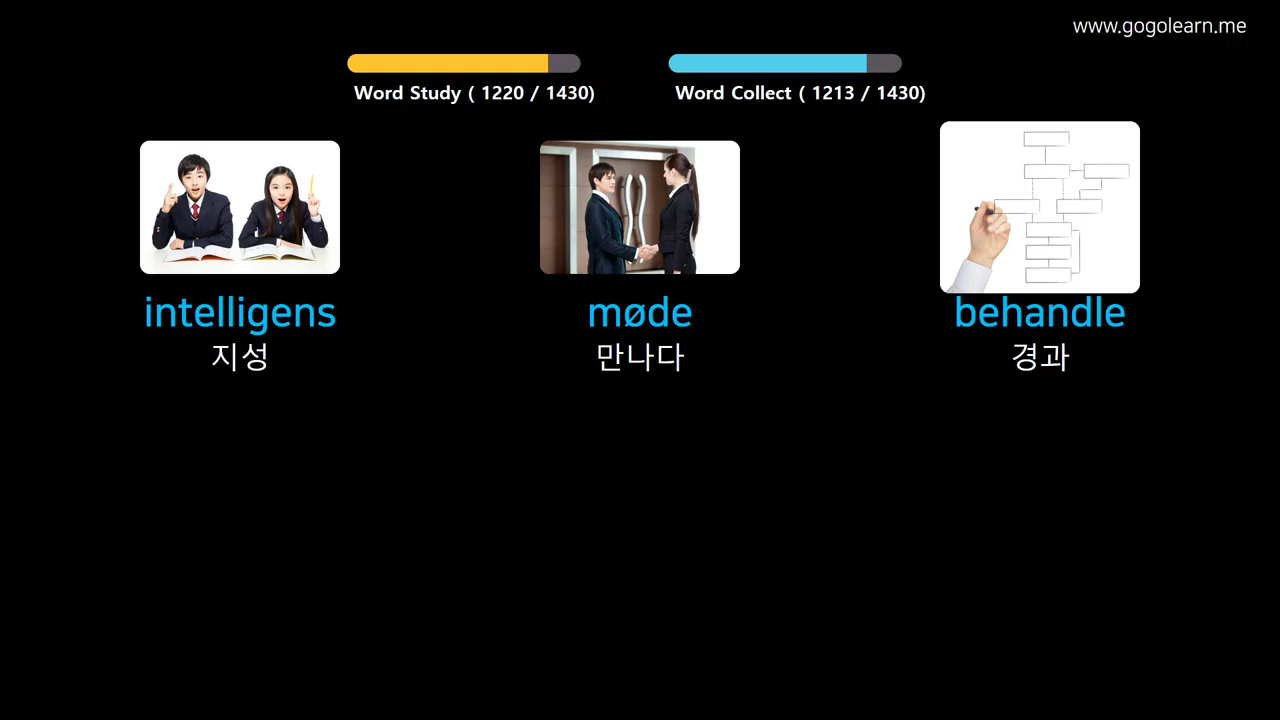 www.gogolearn.me
Word Study ( 1220 / 1430)
Word Collect ( 1213 / 1430)
intelligens
møde
behandle
지성
만나다
경과